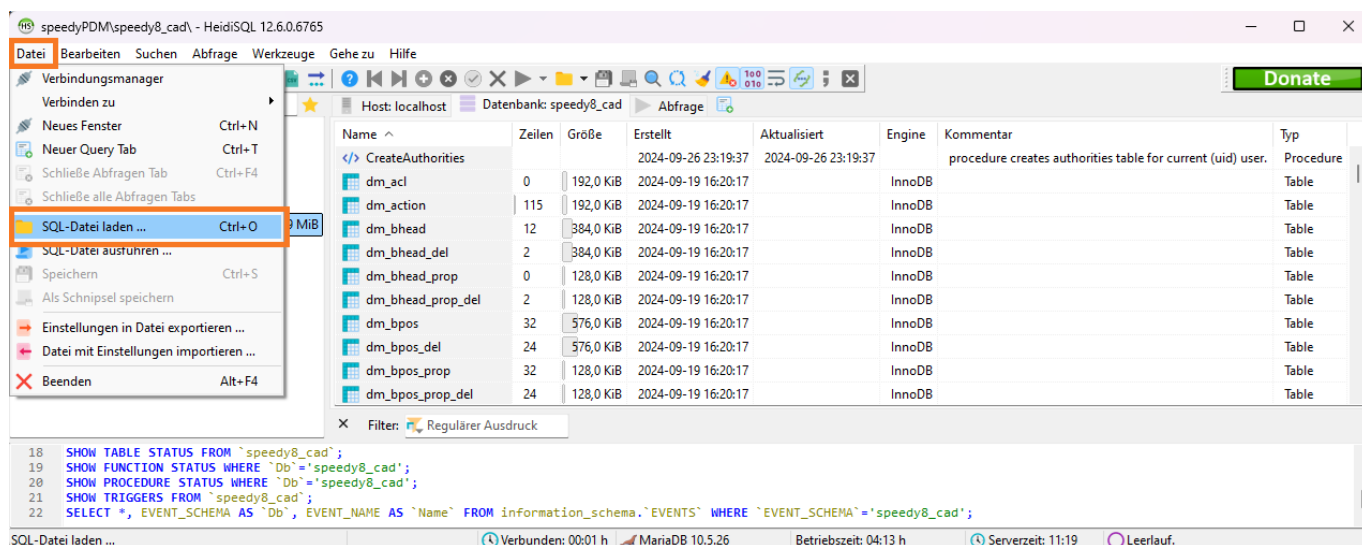 speedyPDM\speedy8_cad\ - HeidiSQL 12.6.0.6765
Datei Bearbeiten Suchen Abfrage Werkzeuge Gehe zu Hilfe
Donate
Verbindungsmanager
Verbinden zu
Neues Fenster Ctrl+N
Neuer Query Tab Ctrl+T
Schließe Abfragen Tab Ctrl+F4
Schließe alle Abfragen Tabs
SQL-Datei laden ... Ctrl+O
SQL-Datei ausführen ...
Speichern Ctrl+S
Als Schnipsel speichern
Einstellungen in Datei exportieren ...
Datei mit Einstellungen importieren ...
Beenden Alt+F4
MiB
Host: localhost Datenbank: speedy8_cad Abfrage
Name Zeilen Größe Erstellt Aktualisiert Engine Kommentar Typ
CreateAuthorities 2024-09-26 23:19:37 2024-09-26 23:19:37 procedure creates authorities table for current (uid) user. Procedure
dm_acl 0 192,0 KiB 2024-09-19 16:20:17 InnoDB Table
dm_action 115 192,0 KiB 2024-09-19 16:20:17 InnoDB Table
dm_bhead 12 384,0 KiB 2024-09-19 16:20:17 InnoDB Table
dm_bhead_del 2 384,0 KiB 2024-09-19 16:20:17 InnoDB Table
dm_bhead_prop 0 128,0 KiB 2024-09-19 16:20:17 InnoDB Table
dm_bhead_prop_del 2 128,0 KiB 2024-09-19 16:20:17 InnoDB Table
dm_bpos 32 576,0 KiB 2024-09-19 16:20:17 InnoDB Table
dm_bpos_del 24 576,0 KiB 2024-09-19 16:20:17 InnoDB Table
dm_bpos_prop 32 128,0 KiB 2024-09-19 16:20:17 InnoDB Table
dm_bpos_prop_del 24 128,0 KiB 2024-09-19 16:20:17 InnoDB Table
Filter: Regulärer Ausdruck
18 SHOW TABLE STATUS FROM `speedy8_cad`;
19 SHOW FUNCTION STATUS WHERE `Db`='speedy8_cad';
20 SHOW PROCEDURE STATUS WHERE `Db`='speedy8_cad';
21 SHOW TRIGGERS FROM `speedy8_cad`;
22 SELECT *, EVENT_SCHEMA AS `Db`, EVENT_NAME AS `Name` FROM information_schema.`EVENTS` WHERE `EVENT_SCHEMA`='speedy8_cad';
SQL-Datei laden ... Verbunden: 00:01 h MariaDB 10.5.26 Betriebszeit: 04:13 h Serverzeit: 11:19 Leerlauf.